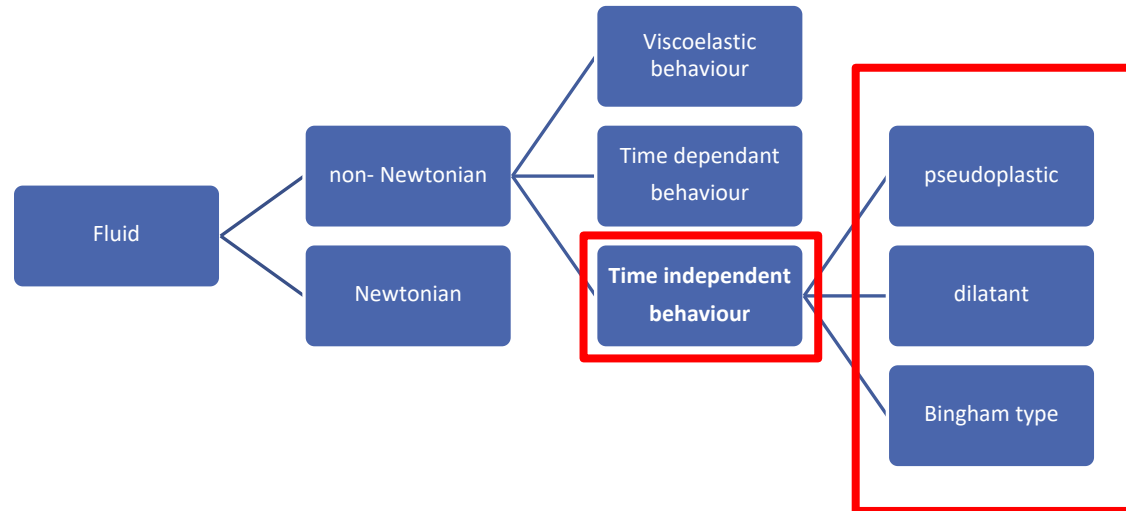 Fluid
non- Newtonian
Newtonian
Viscoelastic
behaviour
Time dependant
behaviour
Time independent
behaviour
pseudoplastic
dilatant
Bingham type